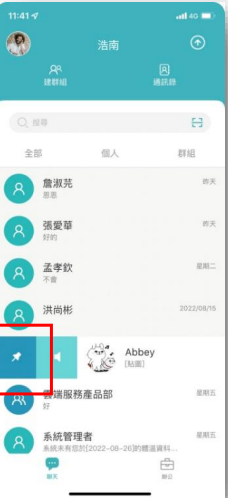 11:41 4G
浩南
建群組 通訊錄
搜尋
全部 個人 群組
詹淑芫 昨天
恩恩
張愛華 昨天
好的
孟孝欽 星期二
不會
洪尚彬 2022/08/15
Abbey
[貼圖]
雲端服務產品部 星期五
好
系統管理者 星期五
系統未有您於[2022-08-26]的體溫資料...
聊天 辦公